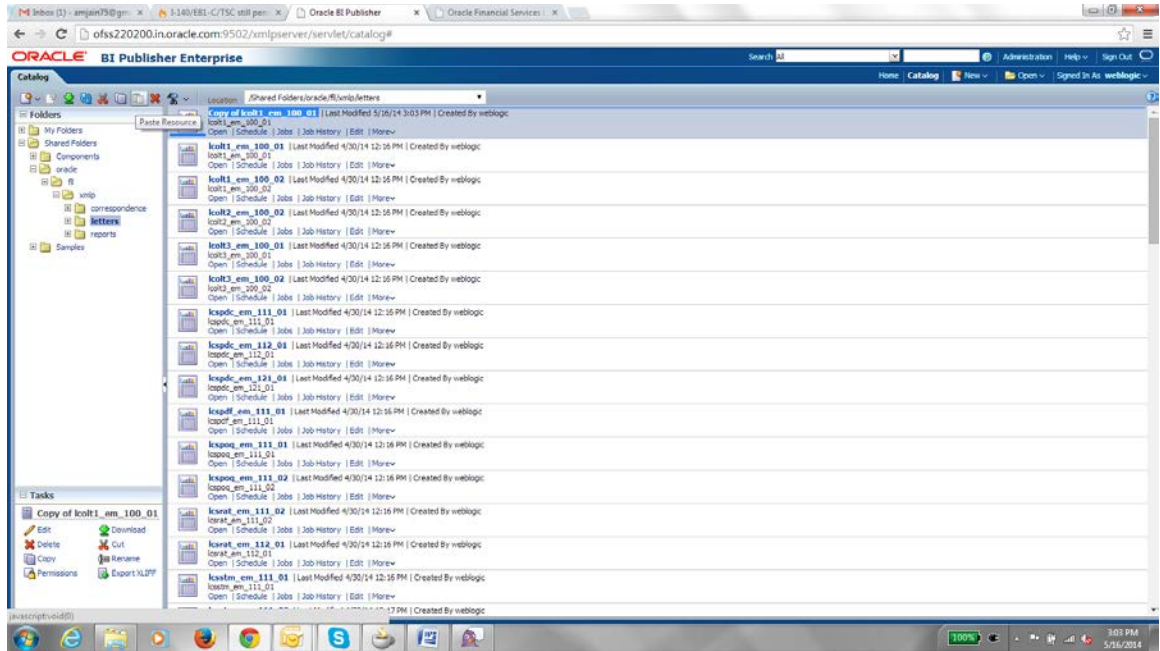 Inbox (1) - amjain75@gm
I-140/EB1-C/TSC still pen
Oracle BI Publisher
Oracle Financial Services
ofss220200.in.oracle.com:9502/xmlpserver/servlet/catalog#
ORACLE BI Publisher Enterprise
Search All
Administration Help Sign Out
Catalog
Home Catalog New Open Signed In As weblogic
Location /Shared Folders/oracle/fll/xmlp/letters
Folders
Paste Resource
My Folders
Shared Folders
Components
oracle
fll
xmlp
correspondence
letters
reports
Samples
Copy of lcolt1_em_100_01 | Last Modified 5/16/14 3:03 PM | Created By weblogic
lcolt1_em_100_01
Open | Schedule | Jobs | Job History | Edit | More
lcolt1_em_100_01 | Last Modified 4/30/14 12:16 PM | Created By weblogic
lcolt1_em_100_01
Open | Schedule | Jobs | Job History | Edit | More
lcolt1_em_100_02 | Last Modified 4/30/14 12:16 PM | Created By weblogic
lcolt1_em_100_02
Open | Schedule | Jobs | Job History | Edit | More
lcolt2_em_100_02 | Last Modified 4/30/14 12:16 PM | Created By weblogic
lcolt2_em_100_02
Open | Schedule | Jobs | Job History | Edit | More
lcolt3_em_100_01 | Last Modified 4/30/14 12:16 PM | Created By weblogic
lcolt3_em_100_01
Open | Schedule | Jobs | Job History | Edit | More
lcolt3_em_100_02 | Last Modified 4/30/14 12:16 PM | Created By weblogic
lcolt3_em_100_02
Open | Schedule | Jobs | Job History | Edit | More
lcspdc_em_111_01 | Last Modified 4/30/14 12:16 PM | Created By weblogic
lcspdc_em_111_01
Open | Schedule | Jobs | Job History | Edit | More
lcspdc_em_112_01 | Last Modified 4/30/14 12:16 PM | Created By weblogic
lcspdc_em_112_01
Open | Schedule | Jobs | Job History | Edit | More
lcspdc_em_121_01 | Last Modified 4/30/14 12:16 PM | Created By weblogic
lcspdc_em_121_01
Open | Schedule | Jobs | Job History | Edit | More
lcspdf_em_111_01 | Last Modified 4/30/14 12:16 PM | Created By weblogic
lcspdf_em_111_01
Open | Schedule | Jobs | Job History | Edit | More
lcspoq_em_111_01 | Last Modified 4/30/14 12:16 PM | Created By weblogic
lcspoq_em_111_01
Open | Schedule | Jobs | Job History | Edit | More
lcspoq_em_111_02 | Last Modified 4/30/14 12:16 PM | Created By weblogic
lcspoq_em_111_02
Open | Schedule | Jobs | Job History | Edit | More
lcsrat_em_111_02 | Last Modified 4/30/14 12:16 PM | Created By weblogic
lcsrat_em_111_02
Open | Schedule | Jobs | Job History | Edit | More
lcsrat_em_112_01 | Last Modified 4/30/14 12:16 PM | Created By weblogic
lcsrat_em_112_01
Open | Schedule | Jobs | Job History | Edit | More
lcsstm_em_111_01 | Last Modified 4/30/14 12:16 PM | Created By weblogic
lcsstm_em_111_01
Open | Schedule | Jobs | Job History | Edit | More
17 PM | Created By weblogic
Tasks
Copy of lcolt1_em_100_01
Edit Download
Delete Cut
Copy Rename
Permissions Export XLIFF
javascript:void(0)
100%
3:03 PM
5/16/2014